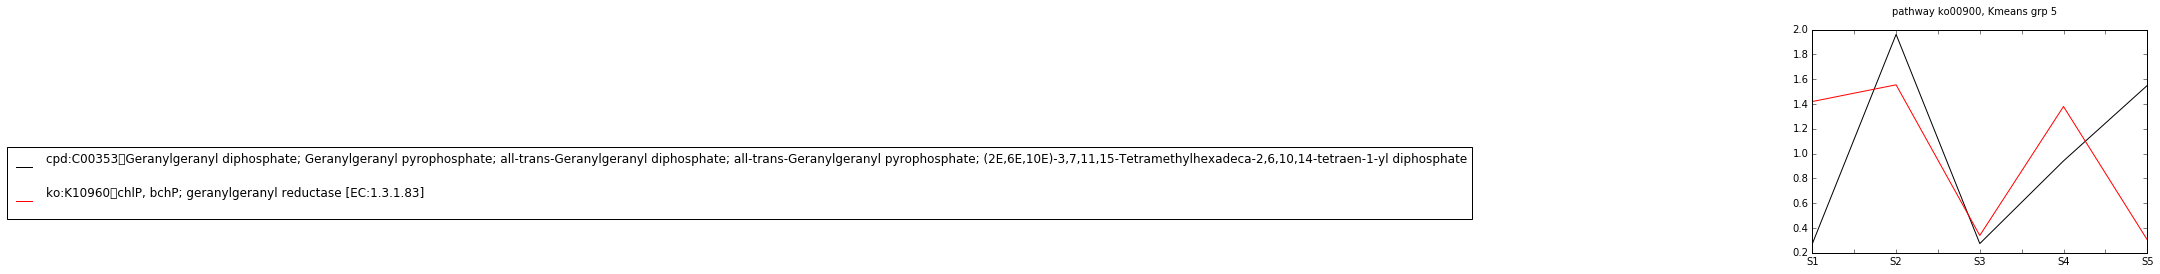 pathway ko00900, Kmeans grp 5
2.0
1.8
1.6
1.4
1.2
1.0
0.8
0.6
0.4
0.2
S1 S2 S3 S4 S5
cpd:C00353▯Geranylgeranyl diphosphate; Geranylgeranyl pyrophosphate; all-trans-Geranylgeranyl diphosphate; all-trans-Geranylgeranyl pyrophosphate; (2E,6E,10E)-3,7,11,15-Tetramethylhexadeca-2,6,10,14-tetraen-1-yl diphosphate
ko:K10960▯chlP, bchP; geranylgeranyl reductase [EC:1.3.1.83]